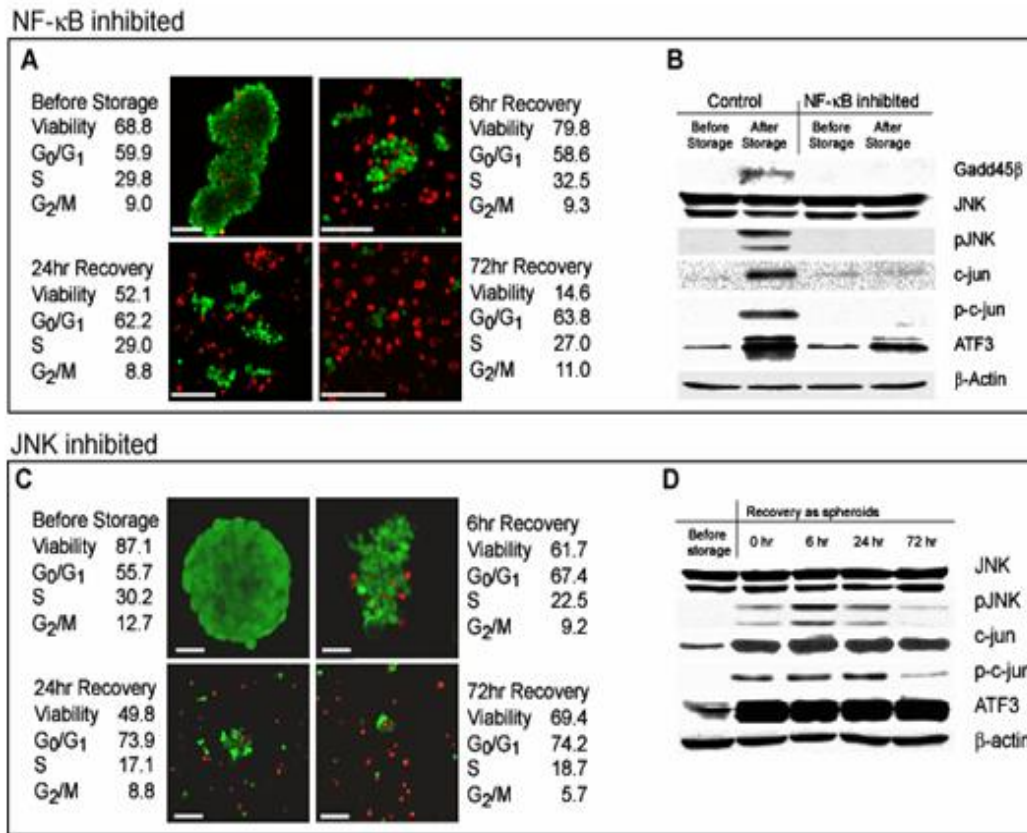 NF-κB inhibited
A
Before Storage
Viability 68.8
G0/G1 59.9
S 29.8
G2/M 9.0
6hr Recovery
Viability 79.8
G0/G1 58.6
S 32.5
G2/M 9.3
24hr Recovery
Viability 52.1
G0/G1 62.2
S 29.0
G2/M 8.8
72hr Recovery
Viability 14.6
G0/G1 63.8
S 27.0
G2/M 11.0
B
Control NF-κB inhibited
Before Storage After Storage Before Storage After Storage
Gadd45β
JNK
pJNK
c-jun
p-c-jun
ATF3
β-Actin
JNK inhibited
C
Before Storage
Viability 87.1
G0/G1 55.7
S 30.2
G2/M 12.7
6hr Recovery
Viability 61.7
G0/G1 67.4
S 22.5
G2/M 9.2
24hr Recovery
Viability 49.8
G0/G1 73.9
S 17.1
G2/M 8.8
72hr Recovery
Viability 69.4
G0/G1 74.2
S 18.7
G2/M 5.7
D
Recovery as spheroids
Before storage 0 hr 6 hr 24 hr 72 hr
JNK
pJNK
c-jun
p-c-jun
ATF3
β-actin